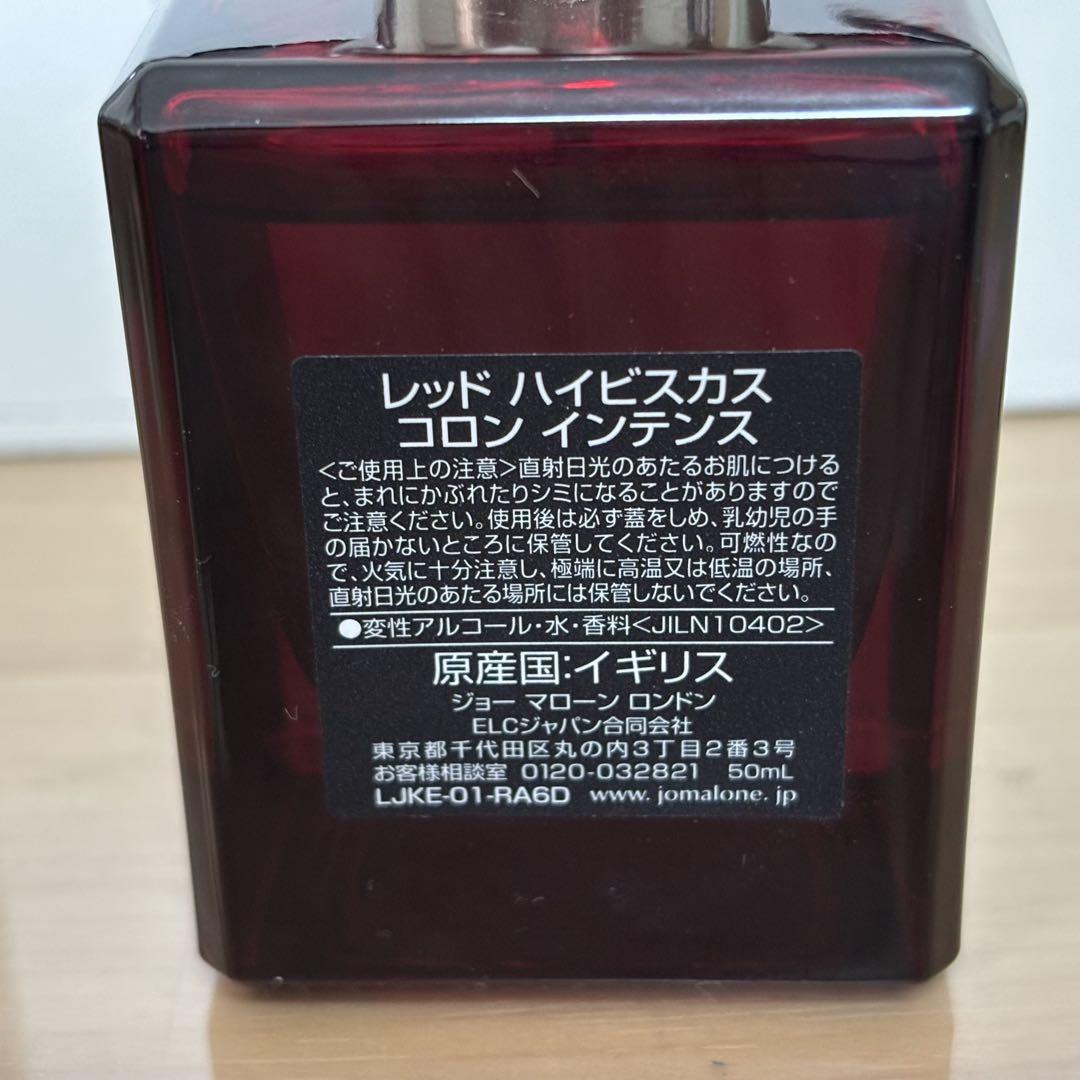 レッド ハイビスカス
コロン インテンス
<ご使用上の注意>直射日光のあたるお肌につける
と、まれにかぶれたりシミになることがありますので
ご注意ください。使用後は必ず蓋をしめ、乳幼児の手
の届かないところに保管してください。可燃性なの
で、火気に十分注意し、極端に高温又は低温の場所、
直射日光のあたる場所には保管しないでください。
●変性アルコール・水・香料<JILN10402>
原産国:イギリス
ジョー マローン ロンドン
ELCジャパン合同会社
東京都千代田区丸の内3丁目2番3号
お客様相談室 0120-032821 50mL
LJKE-01-RA6D www. jomalone. jp